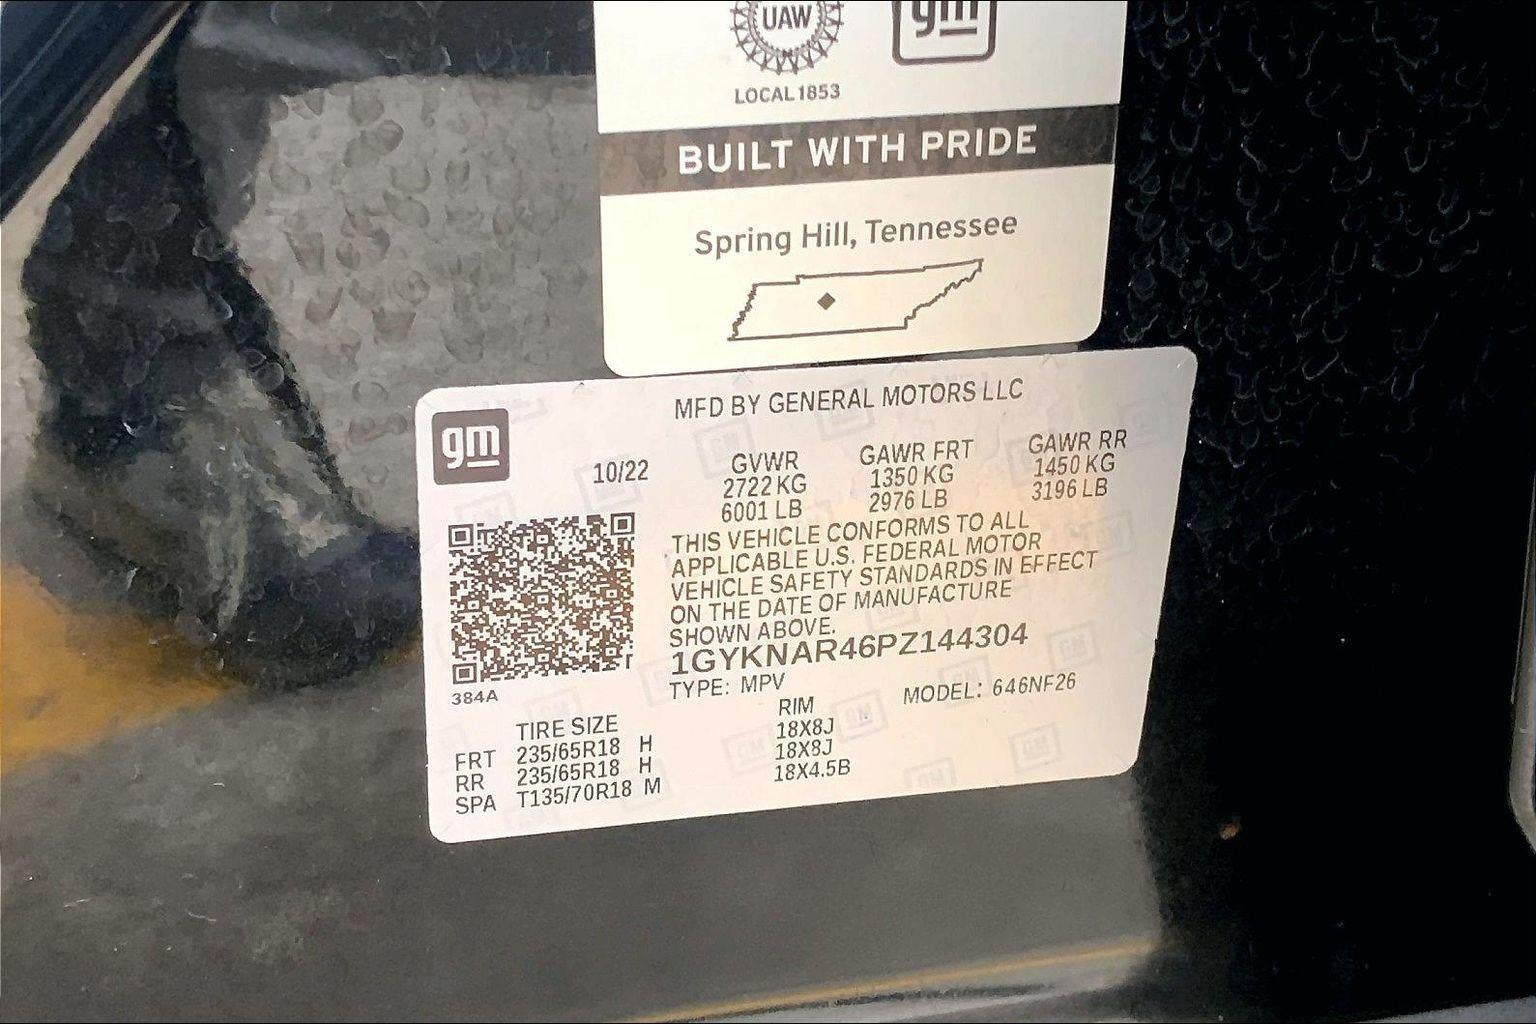 UAW
gm
LOCAL 1853
BUILT WITH PRIDE
Spring Hill, Tennessee
MFD BY GENERAL MOTORS LLC
gm
10/22
GVWR GAWR FRT GAWR RR
2722 KG 1350 KG 1450 KG
6001 LB 2976 LB 3196 LB
THIS VEHICLE CONFORMS TO ALL
APPLICABLE U.S. FEDERAL MOTOR
VEHICLE SAFETY STANDARDS IN EFFECT
ON THE DATE OF MANUFACTURE
SHOWN ABOVE.
1GYKNAR46PZ144304
384A
TYPE: MPV MODEL: 646NF26
TIRE SIZE RIM
FRT 235/65R18 H 18X8J
RR 235/65R18 H 18X8J
SPA T135/70R18 M 18X4.5B